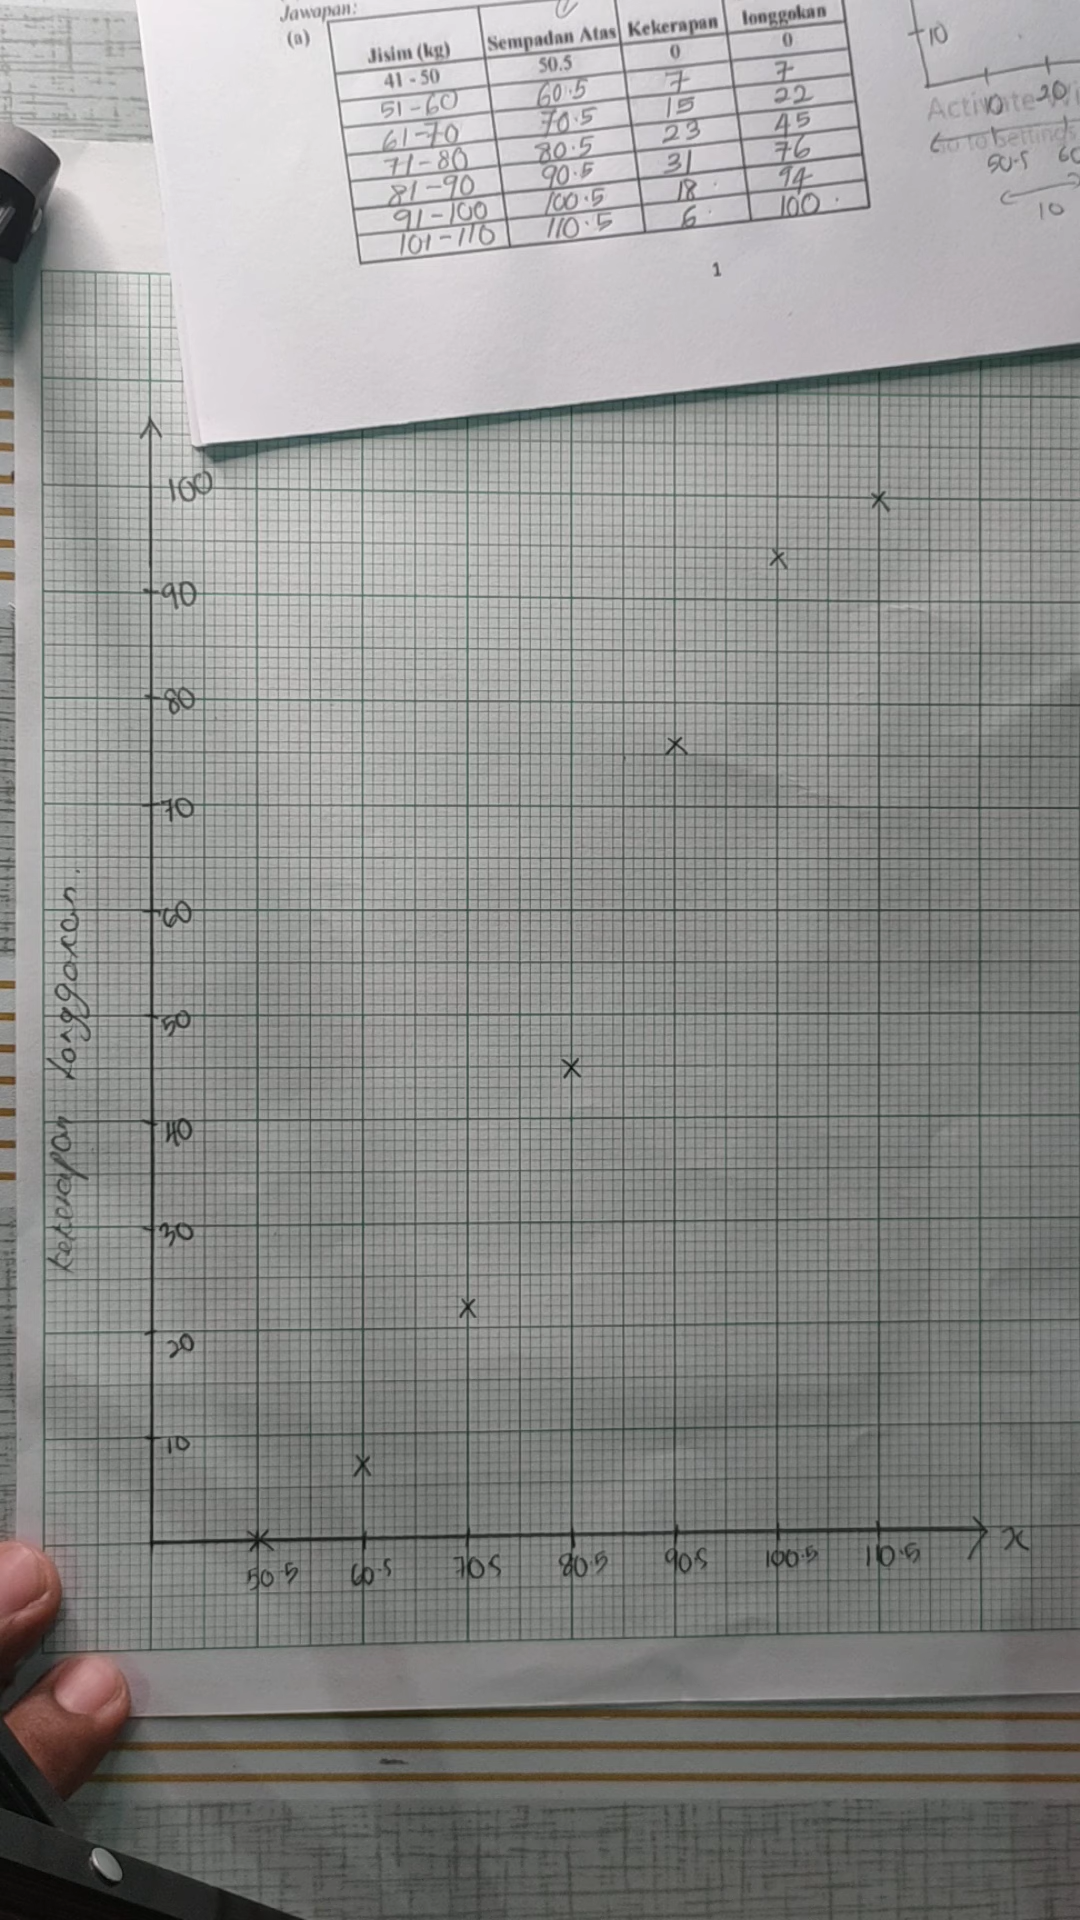 Jawapan:
(a)
Jisim (kg) Sempadan Atas Kekerapan longgokan
41 - 50 50.5 0 0
51-60 60.5 7 7
61-70 70.5 15 22
71-80 80.5 23 45
81-90 90.5 31 76
91-100 100.5 18 94
101-110 110.5 6 100
1
10
10 20
50.5
10
100
90
80
70
60
50
40
30
20
10
kekerapan longgokan.
50.5 60.5 70.5 80.5 90.5 100.5 110.5 x